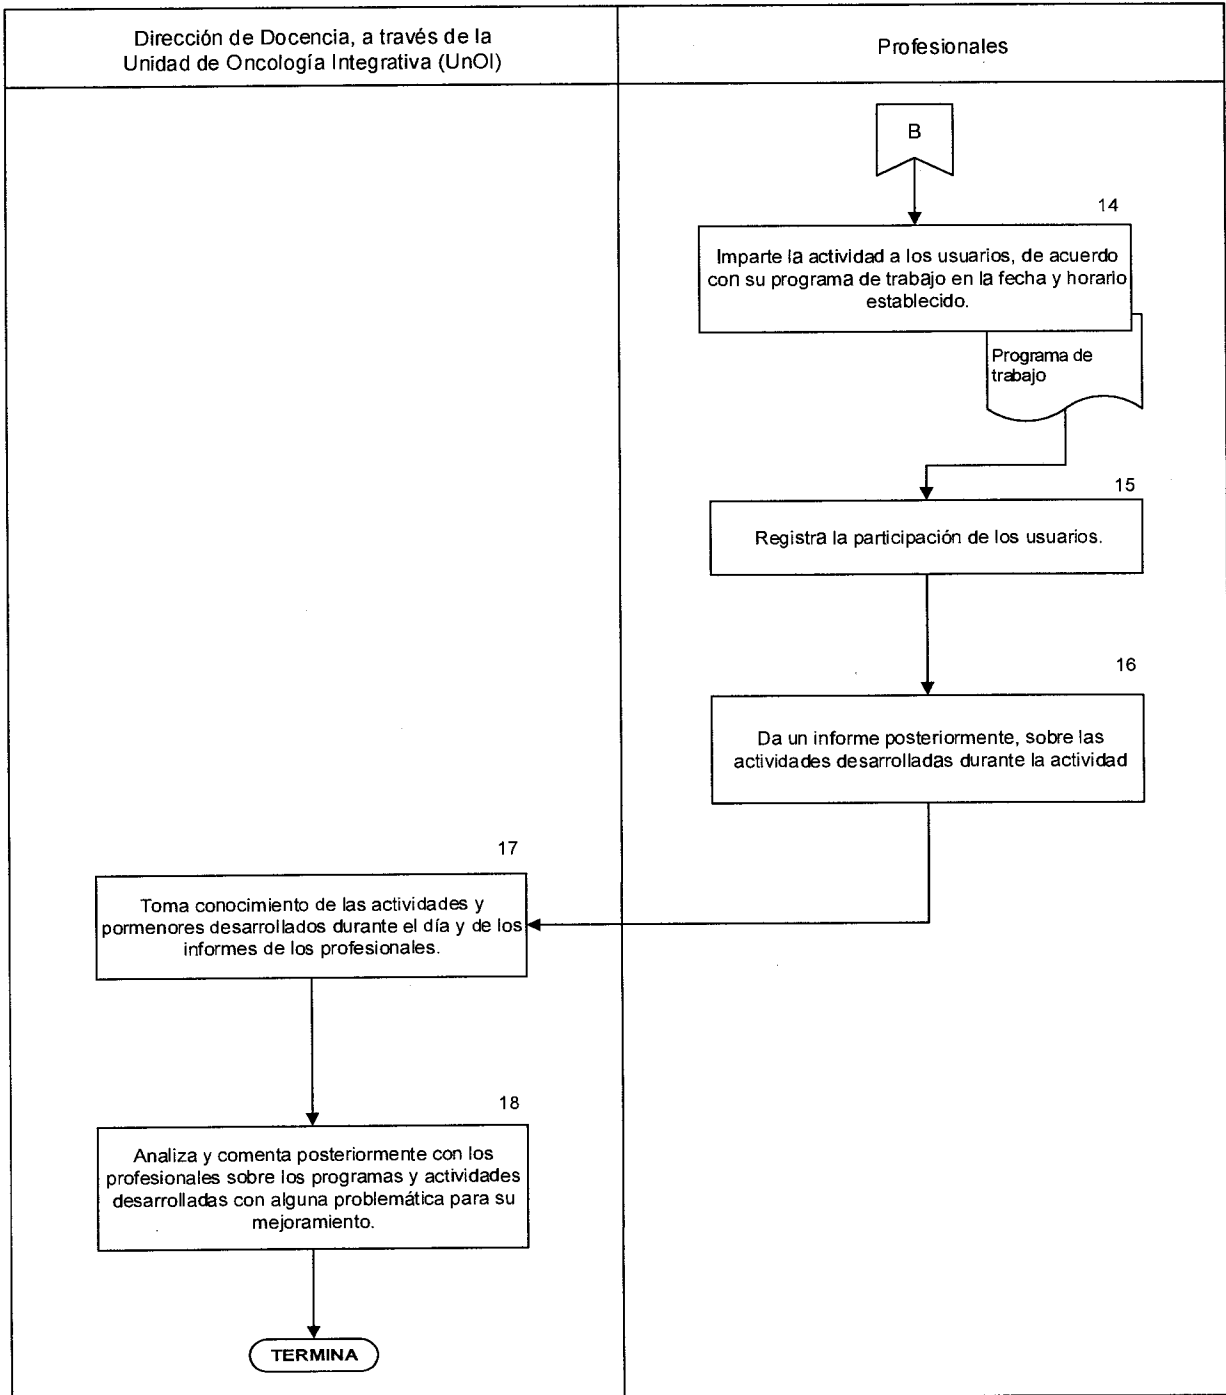 Dirección de Docencia, a través de la
Unidad de Oncología Integrativa (UnOI)
Profesionales
B
14
Imparte la actividad a los usuarios, de acuerdo
con su programa de trabajo en la fecha y horario
establecido.
Programa de
trabajo
15
Registra la participación de los usuarios.
16
Da un informe posteriormente, sobre las
actividades desarrolladas durante la actividad
17
Toma conocimiento de las actividades y
pormenores desarrollados durante el día y de los
informes de los profesionales.
18
Analiza y comenta posteriormente con los
profesionales sobre los programas y actividades
desarrolladas con alguna problemática para su
mejoramiento.
TERMINA